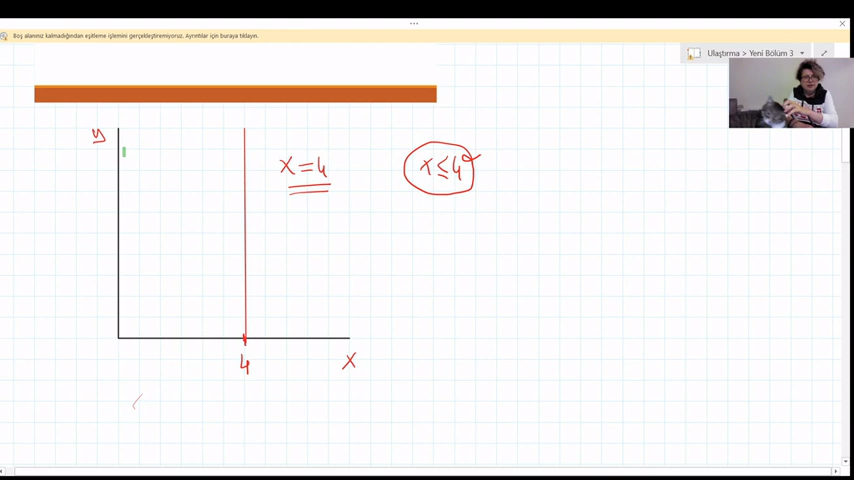 Boş alanınız kalmadığından eşitleme işlemini gerçekleştiremiyoruz. Ayrıntılar için buraya tıklayın.
Ulaştırma > Yeni Bölüm 3
y
x = 4
x ≤ 4
4
x